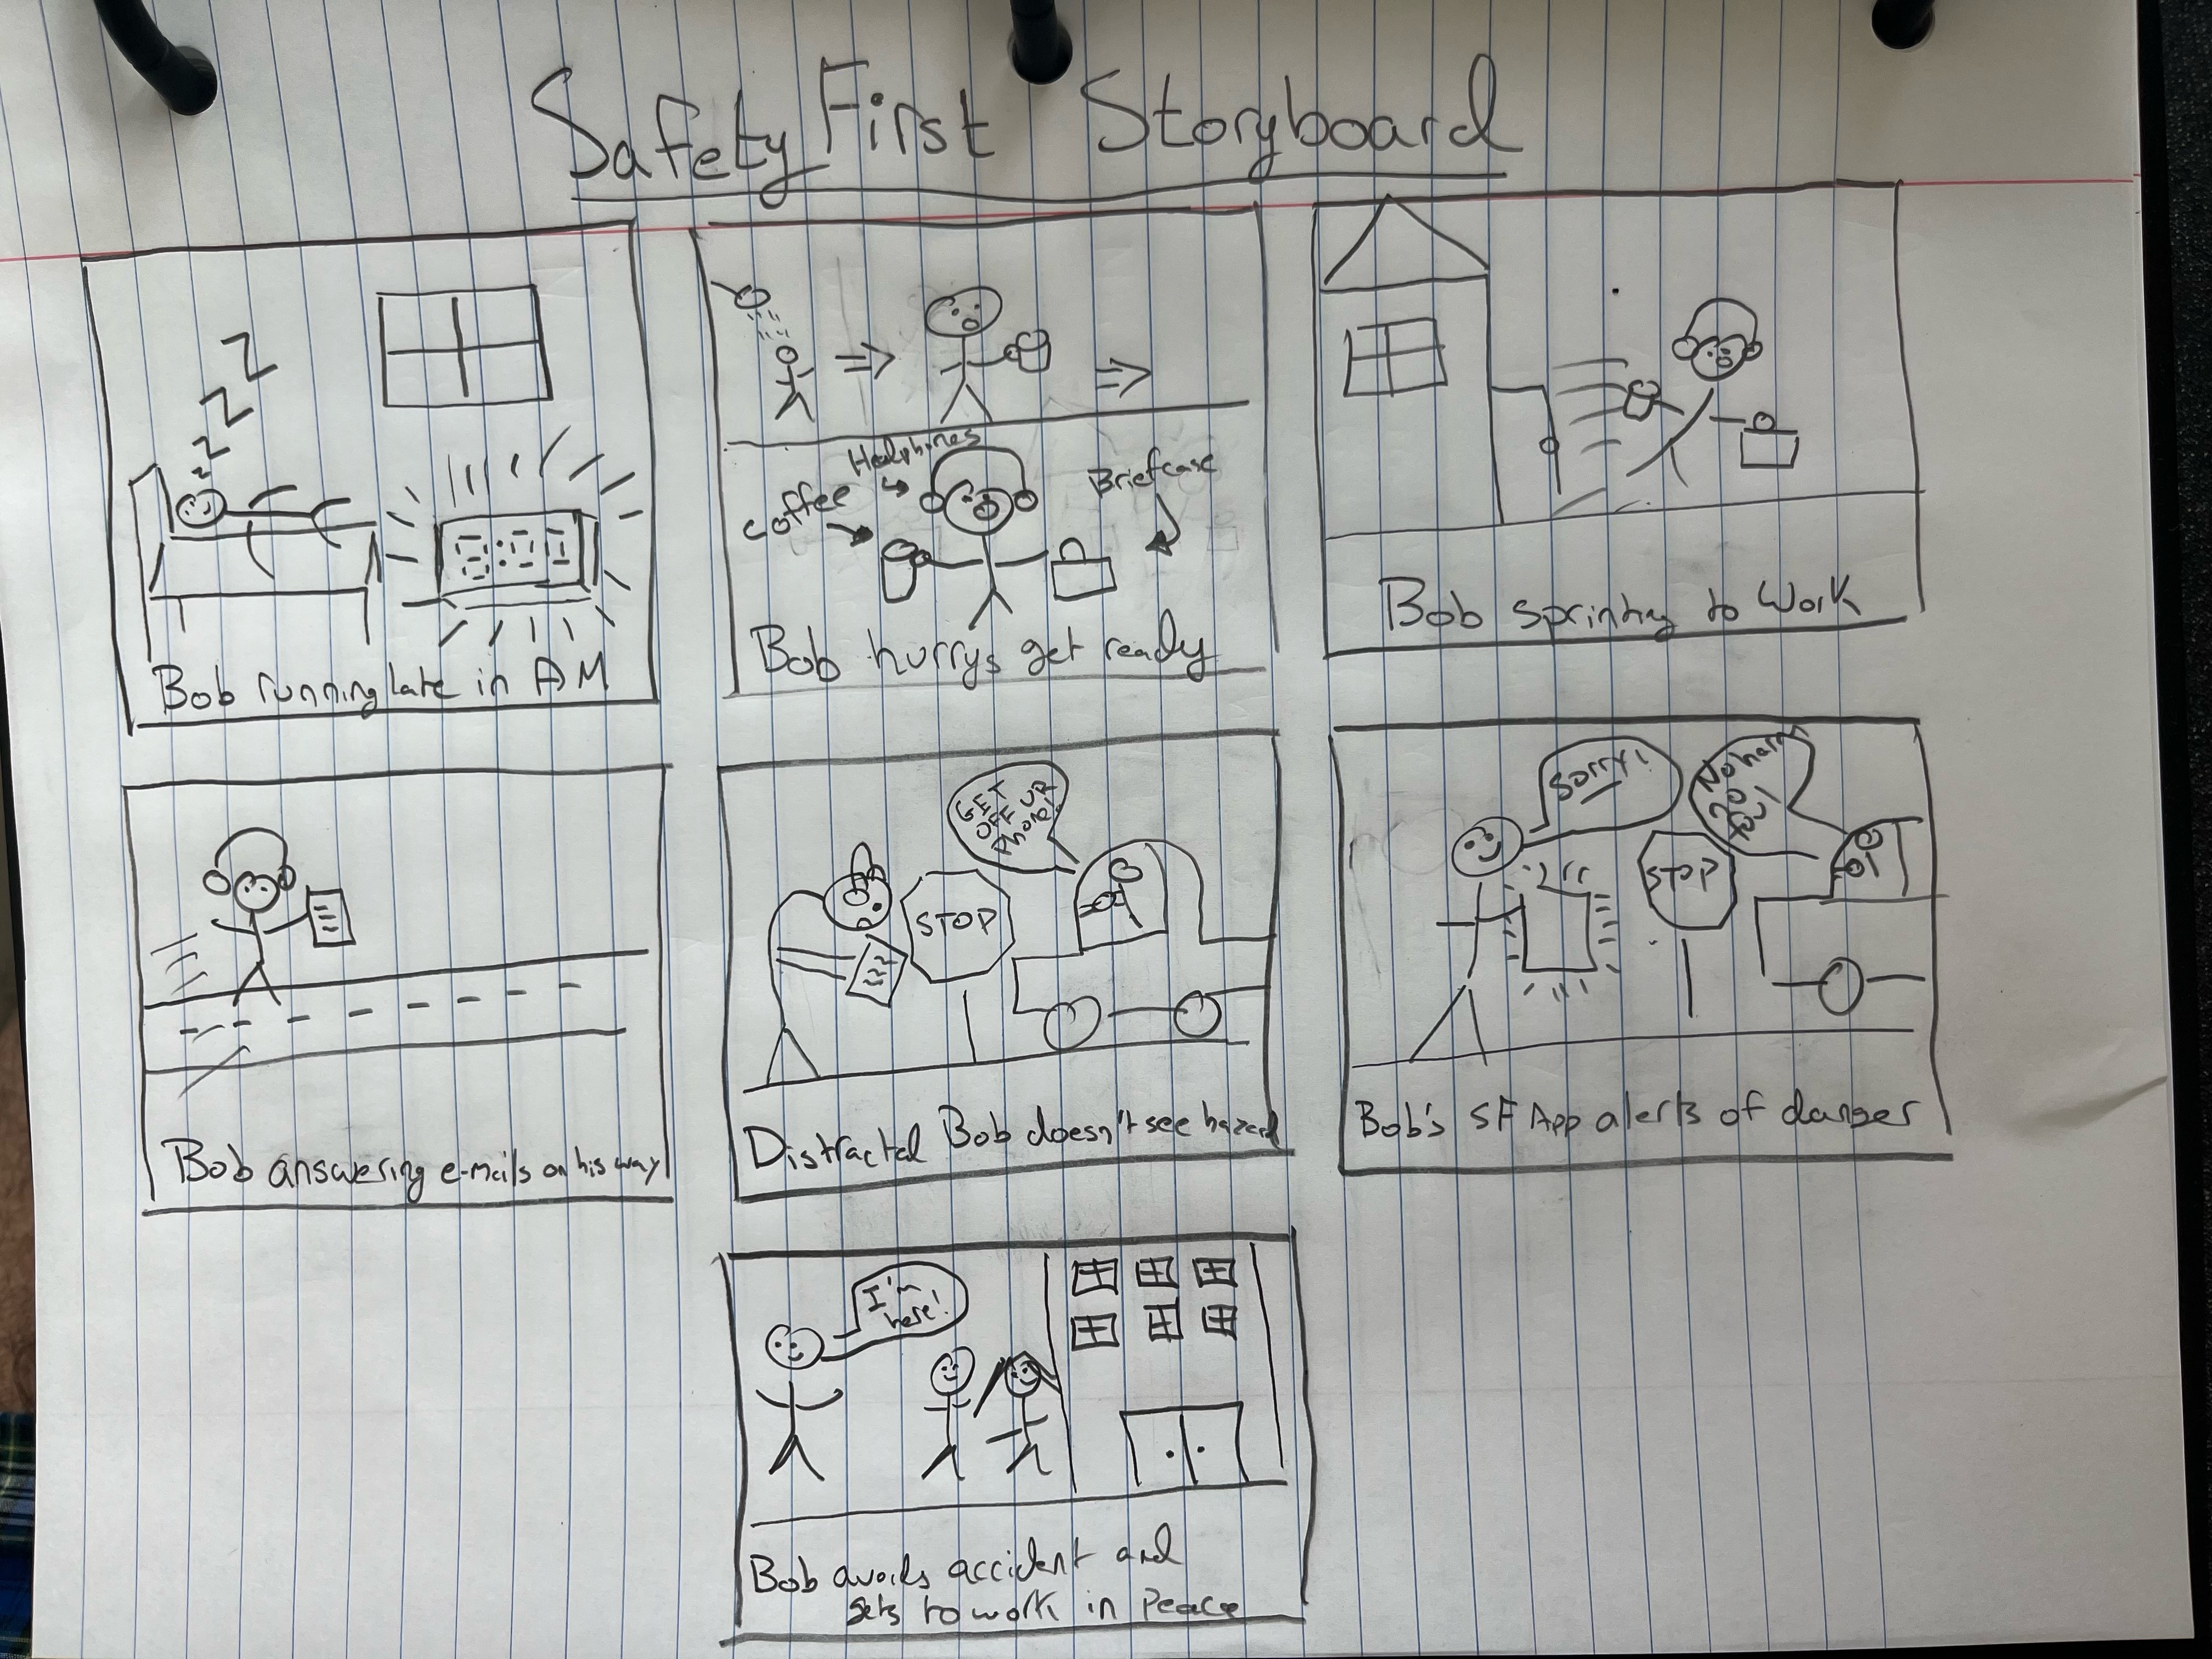 Safety First Storyboard
z z z z
Bob running late in AM
Headphones
Coffee
Briefcase
Bob hurrys get ready
Bob sprinting to work
Bob answering e-mails on his way
GET
OFF UR
Phone!
STOP
Distracted Bob doesn't see hazard
Sorry!
No harm
no
foul
STOP
Bob's SF App alerts of danger
I'm
here!
Bob avoids accident and
gets to work in Peace